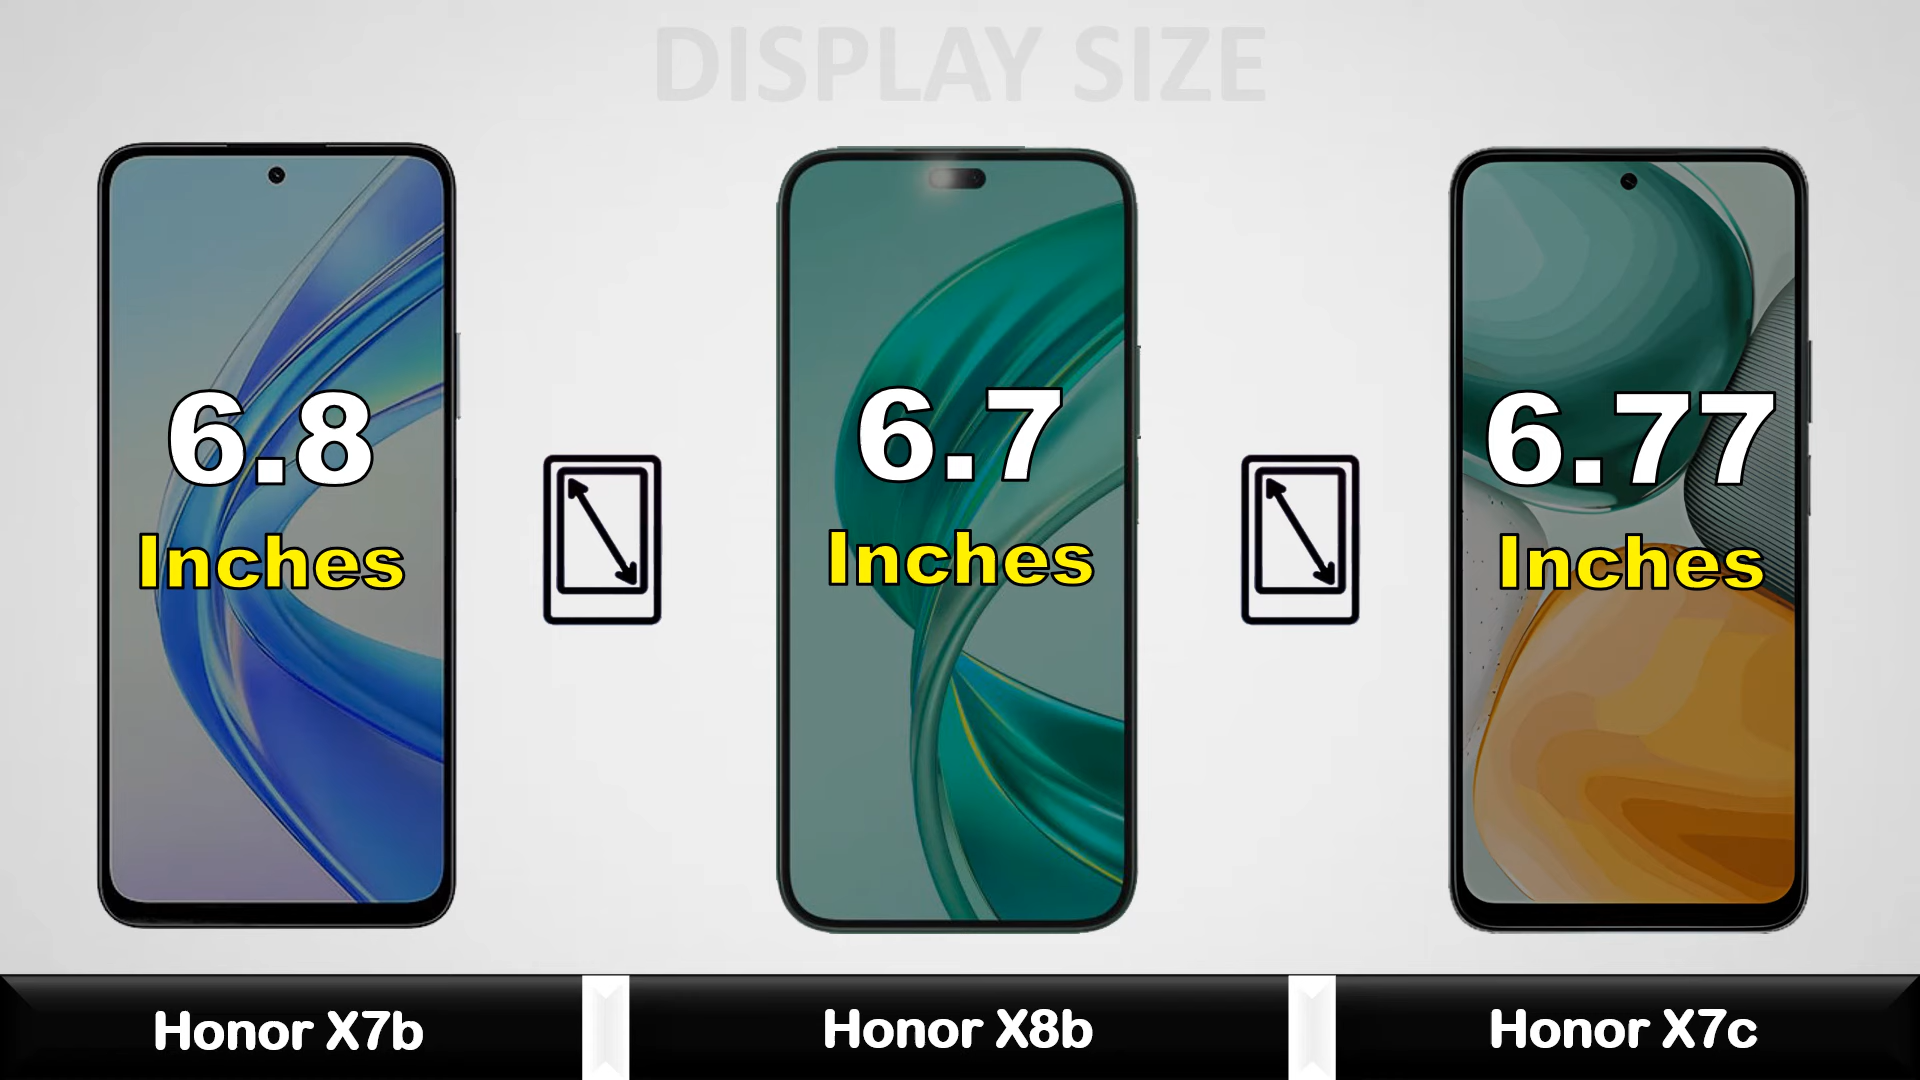 DISPLAY SIZE
6.8
Inches
6.7
Inches
6.77
Inches
Honor X7b
Honor X8b
Honor X7c